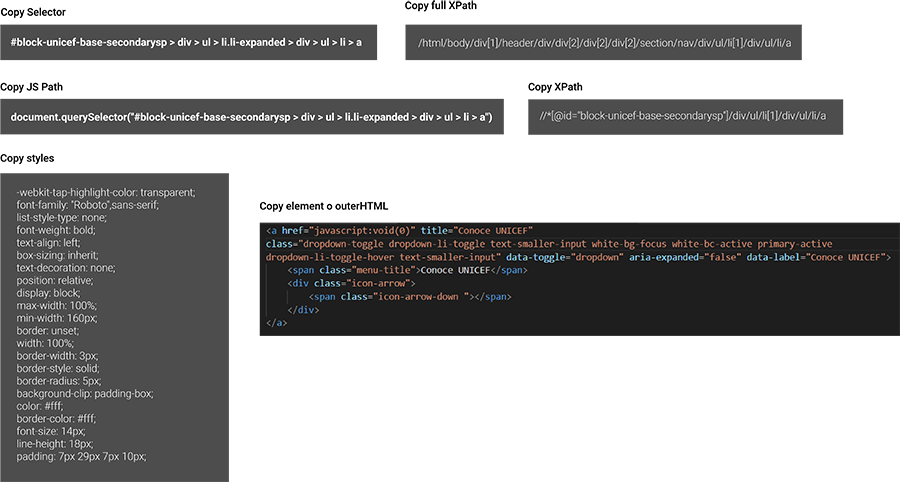 Copy Selector
#block-unicef-base-secondarysp > div > ul > li.li-expanded > div > ul > li > a
Copy full XPath
/html/body/div[1]/header/div/div[2]/div[2]/div[2]/section/nav/div/ul/li[1]/div/ul/li/a
Copy JS Path
document.querySelector("#block-unicef-base-secondarysp > div > ul > li.li-expanded > div > ul > li > a")
Copy XPath
//*[@id="block-unicef-base-secondarysp"]/div/ul/li[1]/div/ul/li/a
Copy styles
-webkit-tap-highlight-color: transparent;
font-family: "Roboto",sans-serif;
list-style-type: none;
font-weight: bold;
text-align: left;
box-sizing: inherit;
text-decoration: none;
position: relative;
display: block;
max-width: 100%;
min-width: 160px;
border: unset;
width: 100%;
border-width: 3px;
border-style: solid;
border-radius: 5px;
background-clip: padding-box;
color: #fff;
border-color: #fff;
font-size: 14px;
line-height: 18px;
padding: 7px 29px 7px 10px;
Copy element o outerHTML
<a href="javascript:void(0)" title="Conoce UNICEF"
class="dropdown-toggle dropdown-li-toggle text-smaller-input white-bg-focus white-bc-active primary-active
dropdown-li-toggle-hover text-smaller-input" data-toggle="dropdown" aria-expanded="false" data-label="Conoce UNICEF">
<span class="menu-title">Conoce UNICEF</span>
<div class="icon-arrow">
<span class="icon-arrow-down "></span>
</div>
</a>